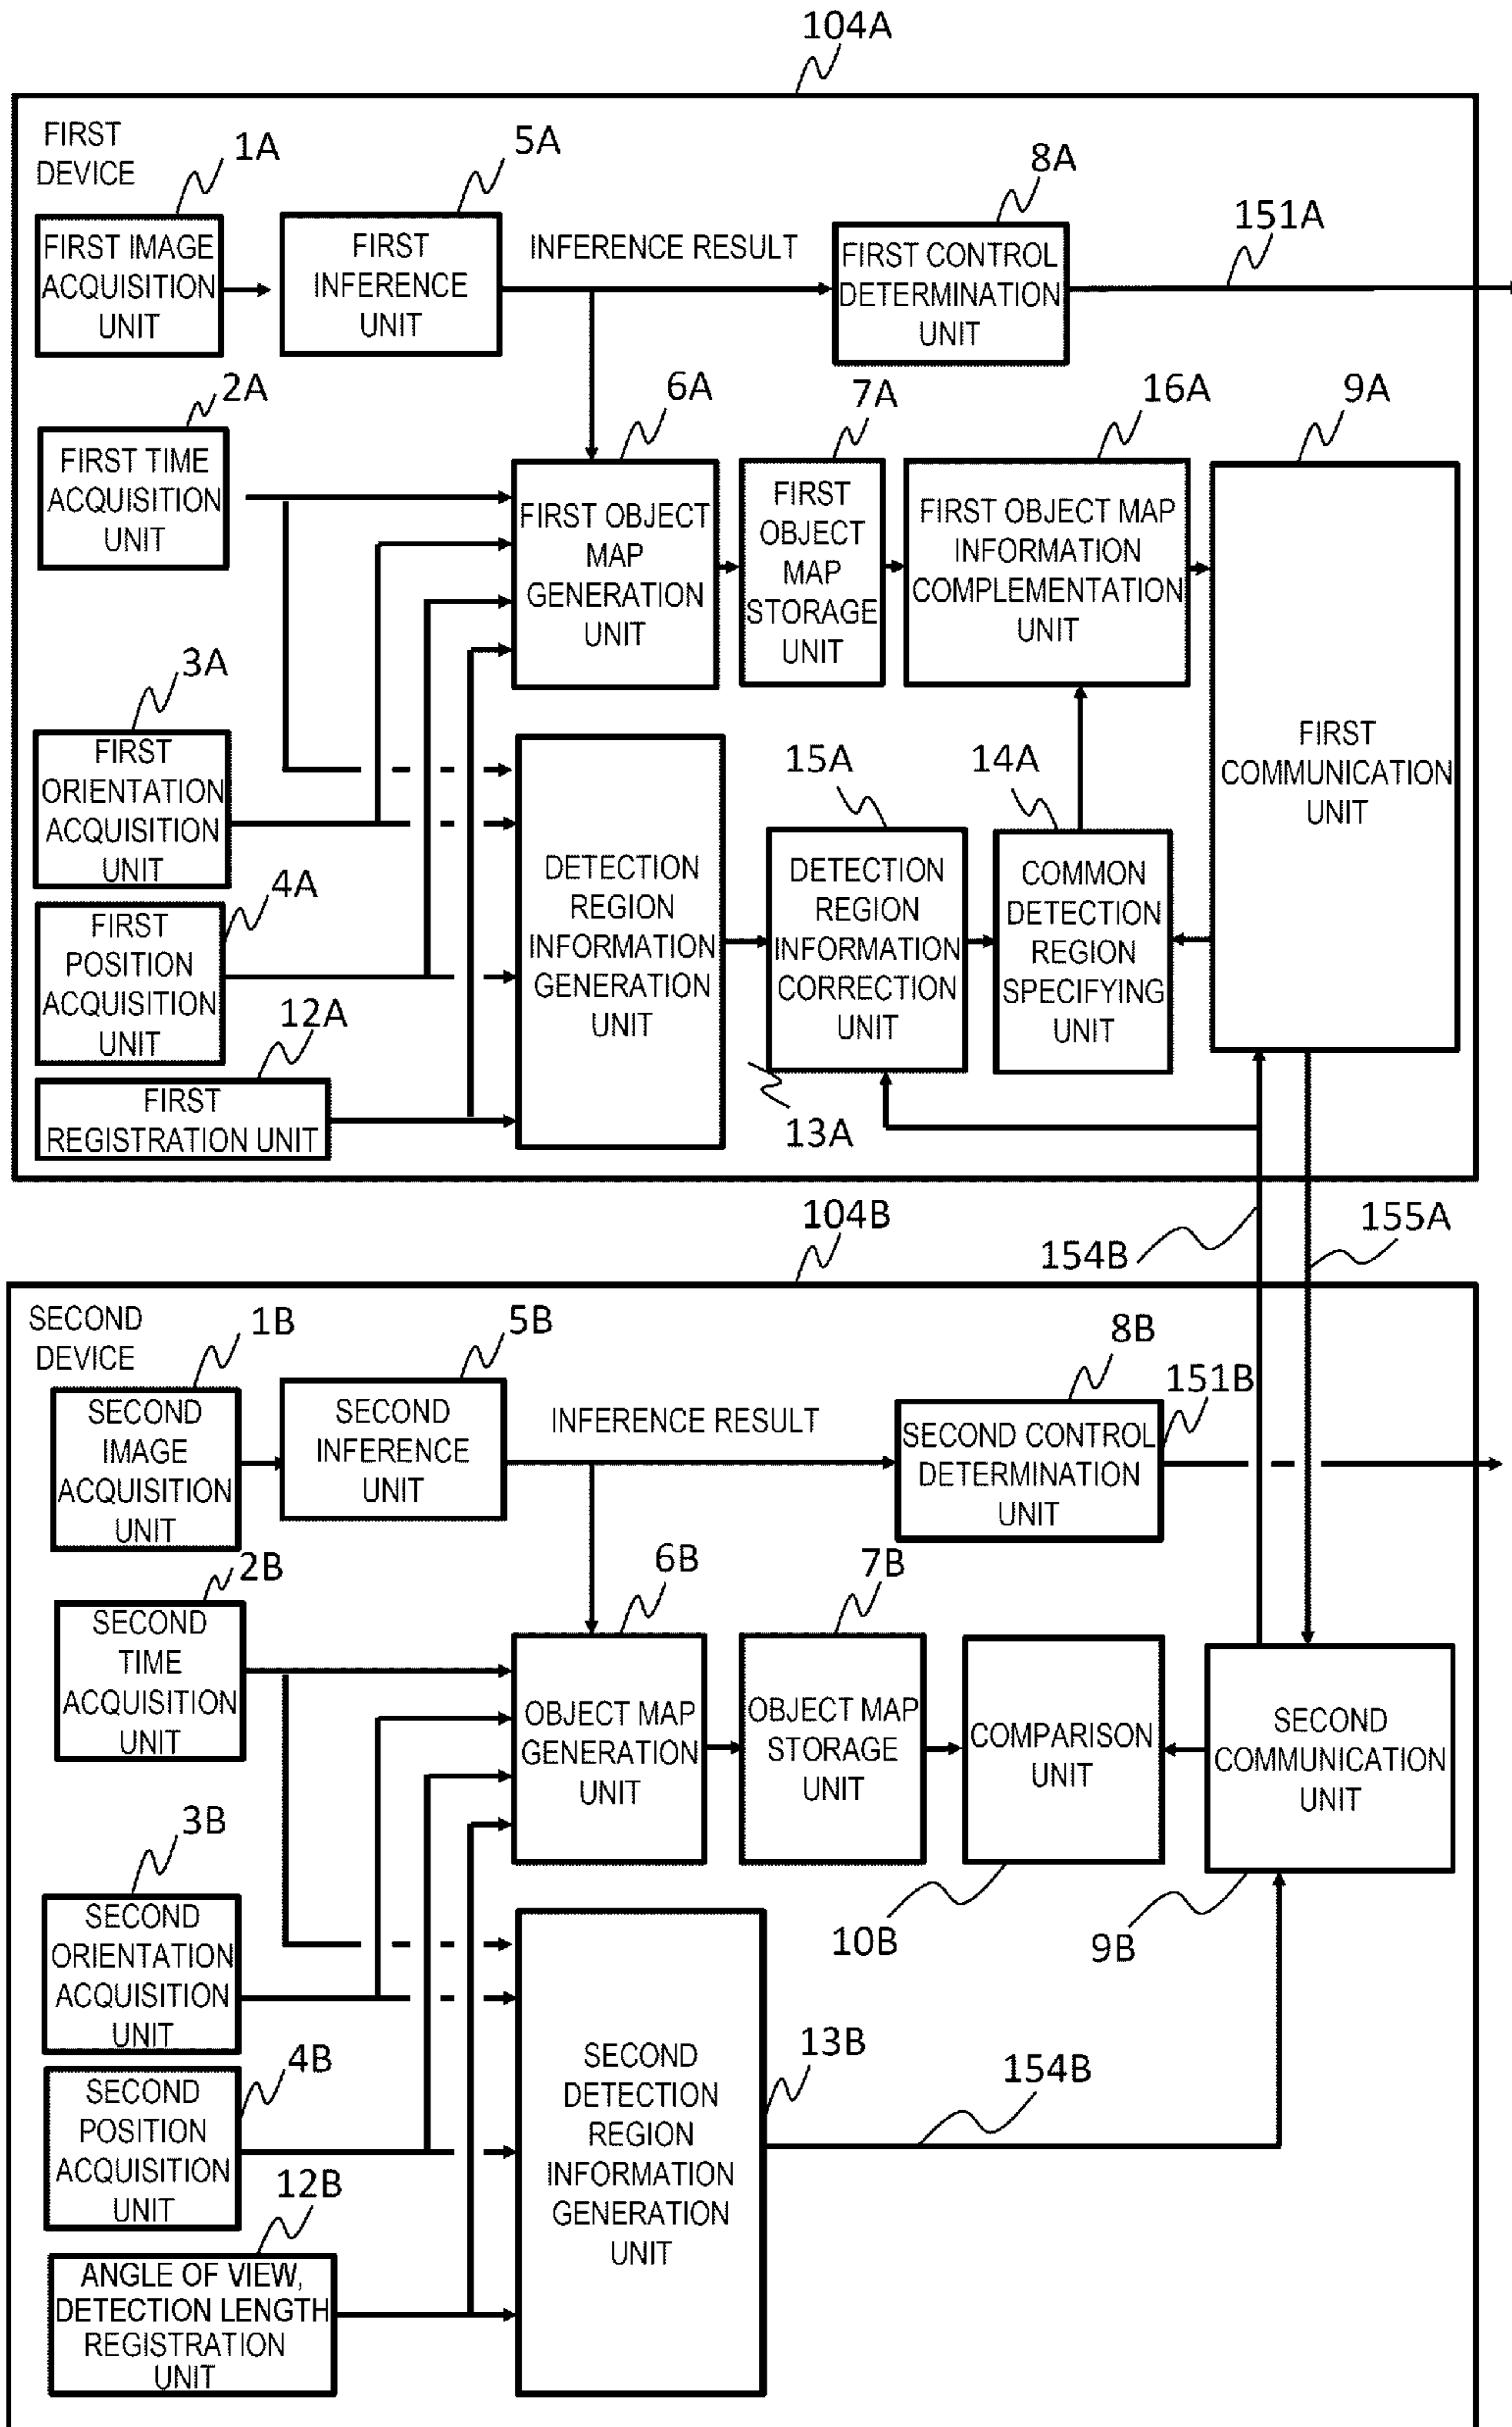 104A
FIRST
DEVICE
1A
5A
8A
151A
FIRST IMAGE
ACQUISITION
UNIT
FIRST
INFERENCE
UNIT
INFERENCE RESULT
FIRST CONTROL
DETERMINATION
UNIT
2A
6A
7A
16A
9A
FIRST TIME
ACQUISITION
UNIT
FIRST OBJECT
MAP
GENERATION
UNIT
FIRST
OBJECT
MAP
STORAGE
UNIT
FIRST OBJECT MAP
INFORMATION
COMPLEMENTATION
UNIT
FIRST
COMMUNICATION
UNIT
3A
FIRST
ORIENTATION
ACQUISITION
UNIT
15A
14A
4A
FIRST
POSITION
ACQUISITION
UNIT
DETECTION
REGION
INFORMATION
GENERATION
UNIT
DETECTION
REGION
INFORMATION
CORRECTION
UNIT
COMMON
DETECTION
REGION
SPECIFYING
UNIT
12A
FIRST
REGISTRATION UNIT
13A
104B
154B
155A
SECOND
DEVICE
1B
5B
8B
151B
SECOND
IMAGE
ACQUISITION
UNIT
SECOND
INFERENCE
UNIT
INFERENCE RESULT
SECOND CONTROL
DETERMINATION
UNIT
2B
6B
7B
SECOND
TIME
ACQUISITION
UNIT
OBJECT MAP
GENERATION
UNIT
OBJECT MAP
STORAGE
UNIT
COMPARISON
UNIT
SECOND
COMMUNICATION
UNIT
3B
10B
9B
SECOND
ORIENTATION
ACQUISITION
UNIT
4B
SECOND
POSITION
ACQUISITION
UNIT
SECOND
DETECTION
REGION
INFORMATION
GENERATION
UNIT
13B
154B
12B
ANGLE OF VIEW,
DETECTION LENGTH
REGISTRATION
UNIT